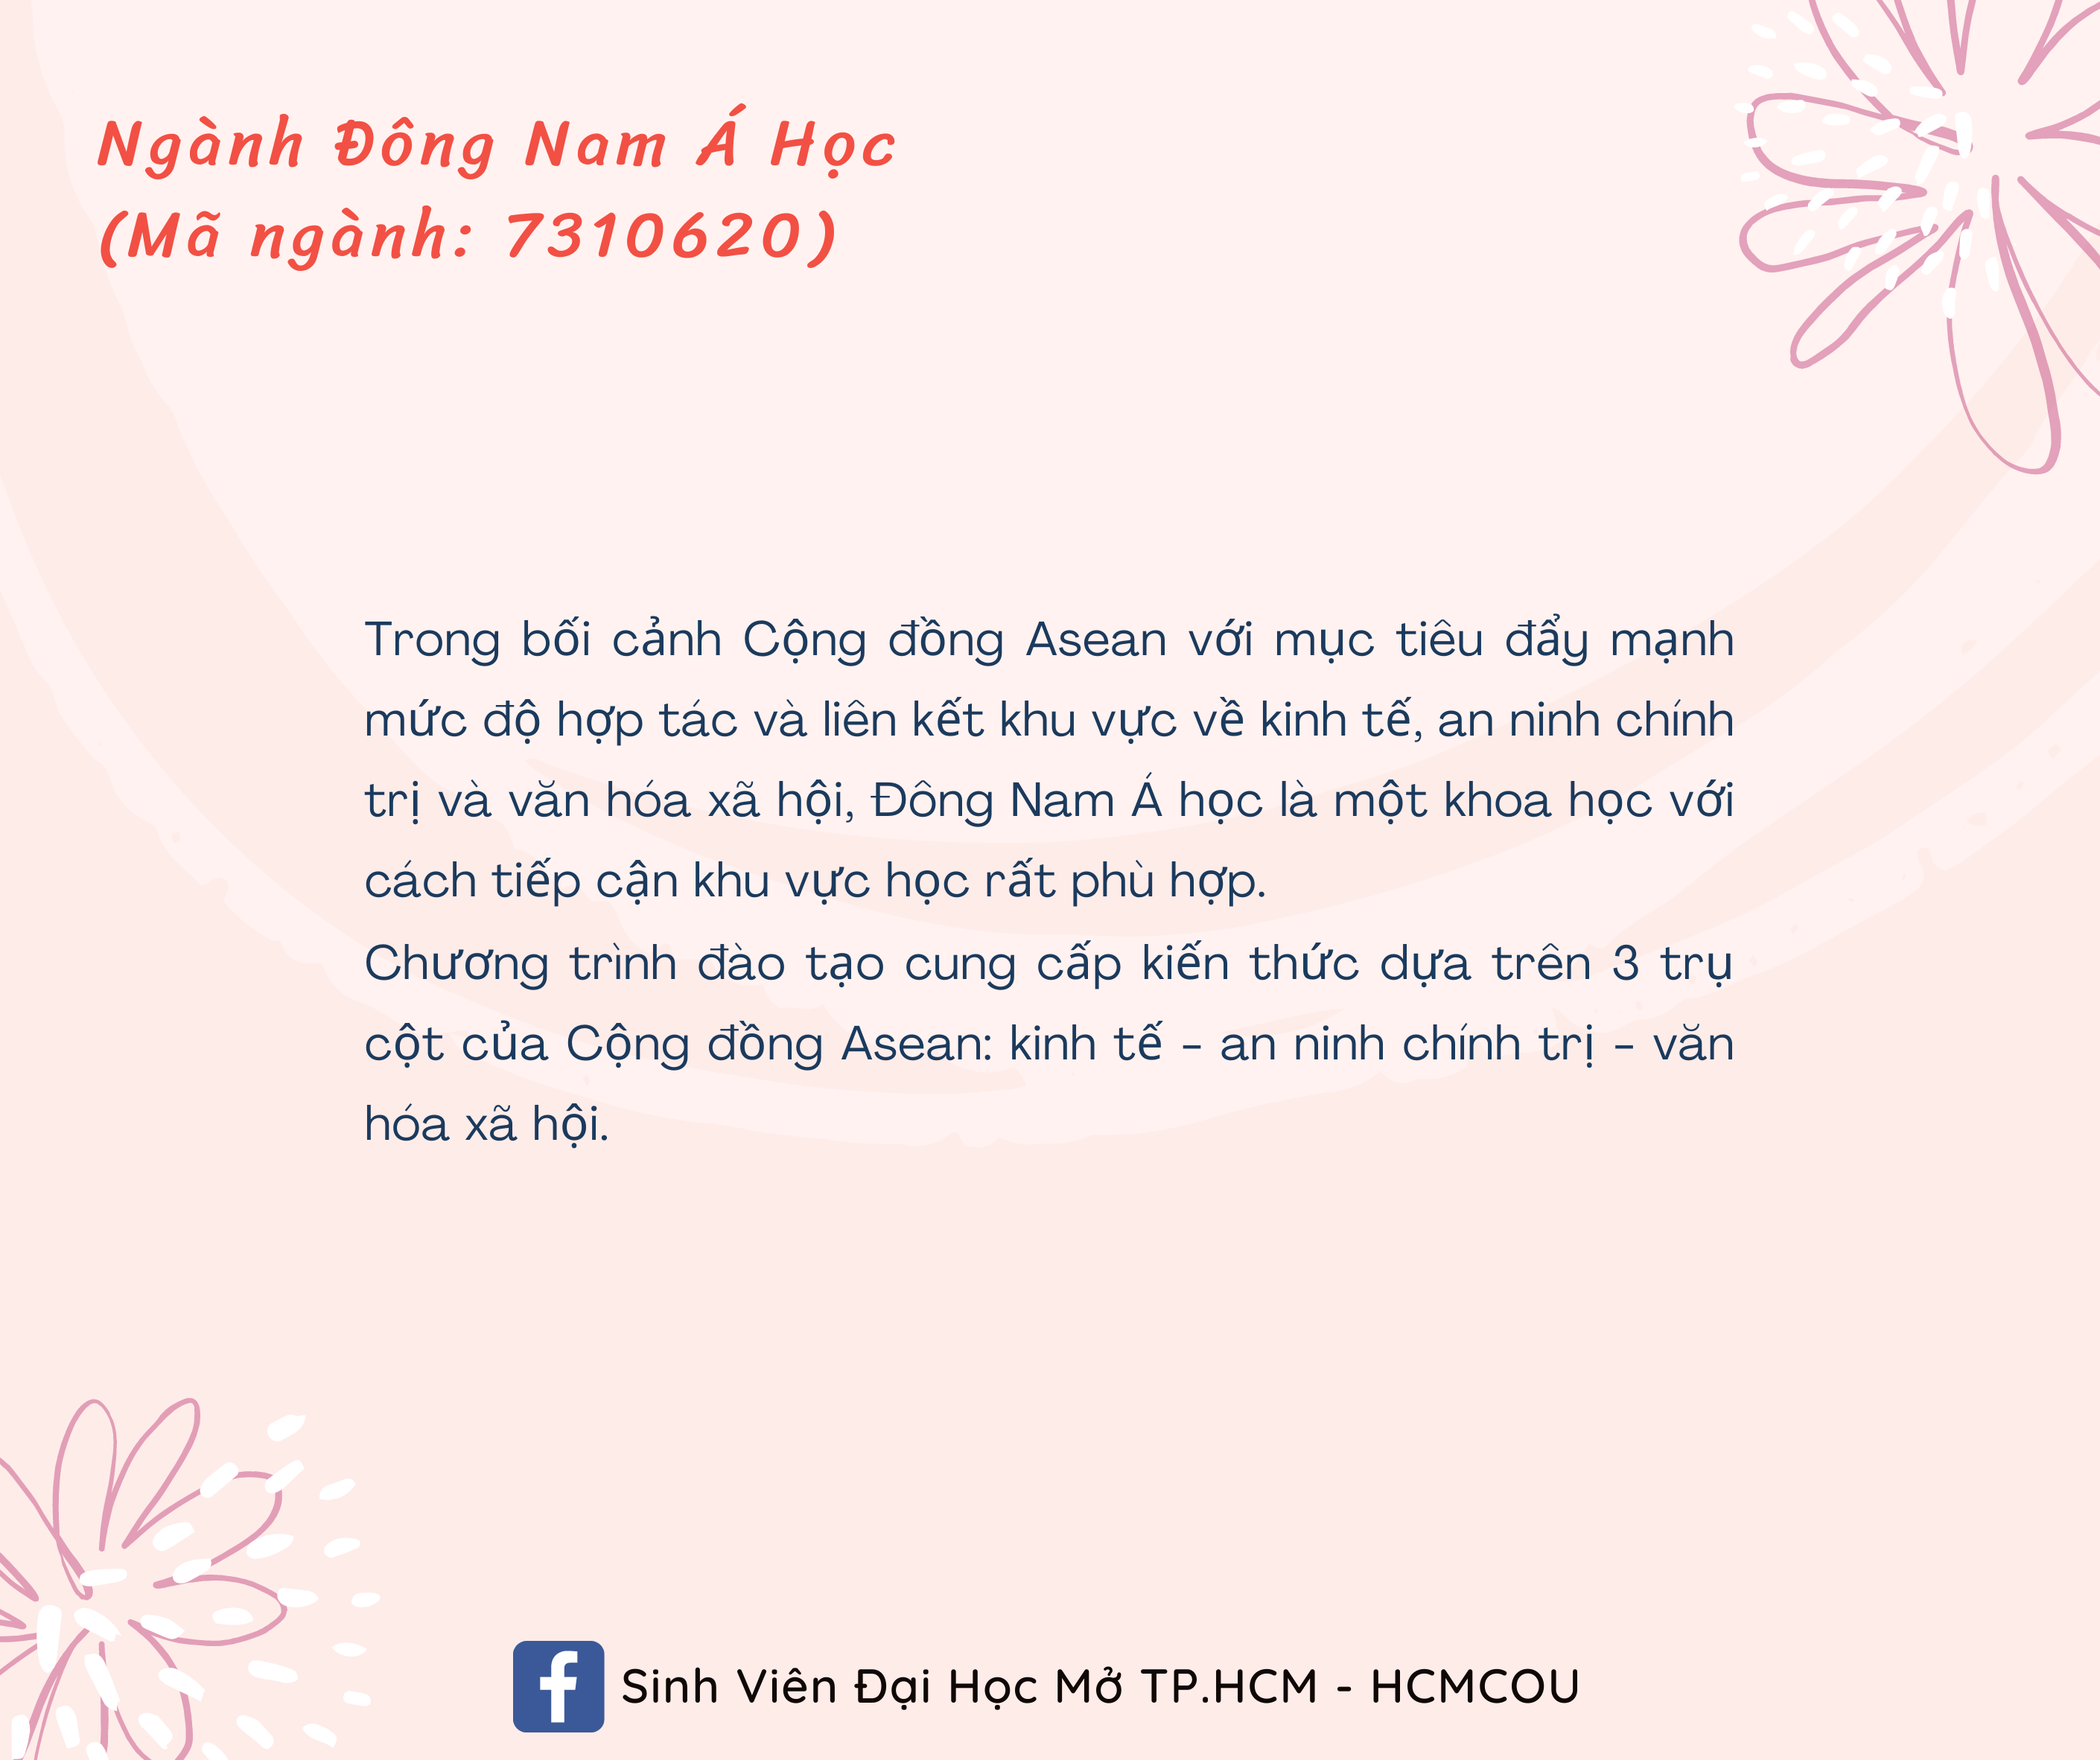 Ngành Đông Nam Á Học
(Mã ngành: 7310620)
Trong bối cảnh Cộng đồng Asean với mục tiêu đẩy mạnh
mức độ hợp tác và liên kết khu vực về kinh tế, an ninh chính
trị và văn hóa xã hội, Đông Nam Á học là một khoa học với
cách tiếp cận khu vực học rất phù hợp.
Chương trình đào tạo cung cấp kiến thức dựa trên 3 trụ
cột của Cộng đồng Asean: kinh tế - an ninh chính trị - văn
hóa xã hội.
Sinh Viên Đại Học Mở TP.HCM - HCMCOU